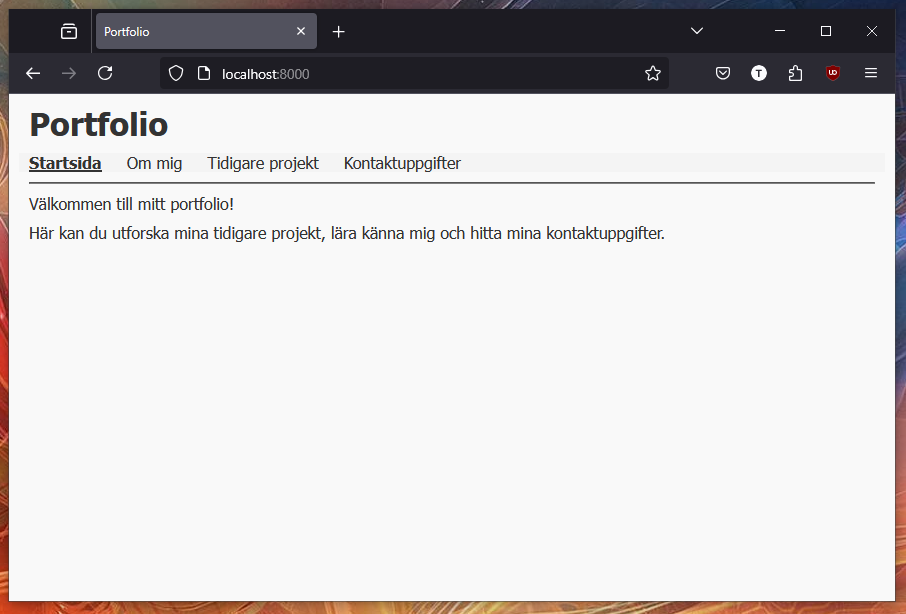 Portfolio
localhost:8000
T
UD
Portfolio
Startsida Om mig Tidigare projekt Kontaktuppgifter
Välkommen till mitt portfolio!
Här kan du utforska mina tidigare projekt, lära känna mig och hitta mina kontaktuppgifter.